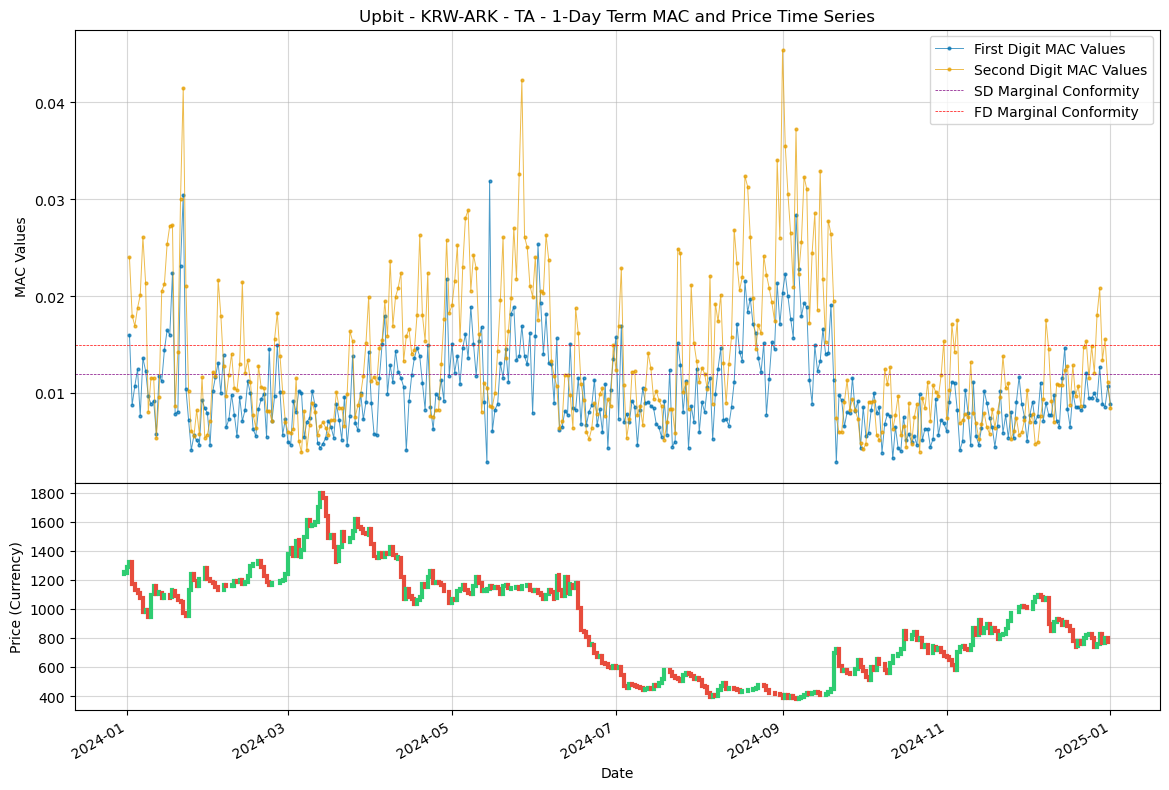 Upbit - KRW-ARK - TA - 1-Day Term MAC and Price Time Series
First Digit MAC Values
Second Digit MAC Values
SD Marginal Conformity
FD Marginal Conformity
MAC Values
0.04
0.03
0.02
0.01
Price (Currency)
1800
1600
1400
1200
1000
800
600
400
2024-01
2024-03
2024-05
2024-07
2024-09
2024-11
2025-01
Date